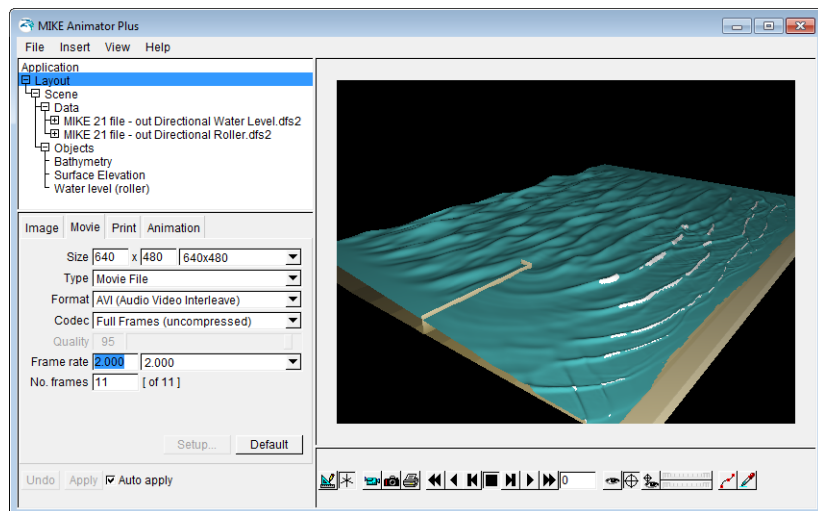 MIKE Animator Plus
File Insert View Help
Application
Layout
Scene
Data
MIKE 21 file - out Directional Water Level.dfs2
MIKE 21 file - out Directional Roller.dfs2
Objects
Bathymetry
Surface Elevation
Water level (roller)
Image Movie Print Animation
Size 640 x 480 640x480
Type Movie File
Format AVI (Audio Video Interleave)
Codec Full Frames (uncompressed)
Quality 95
Frame rate 2.000 2.000
No. frames 11 [ of 11 ]
Setup... Default
Undo Apply Auto apply
0